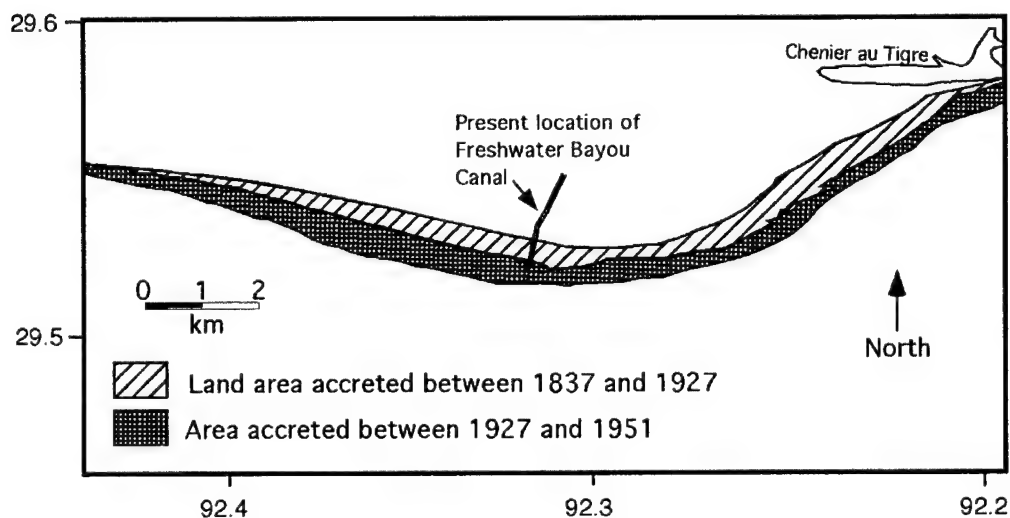 29.6
Chenier au Tigre
Present location of
Freshwater Bayou
Canal
0 1 2
km
29.5
North
Land area accreted between 1837 and 1927
Area accreted between 1927 and 1951
92.4 92.3 92.2